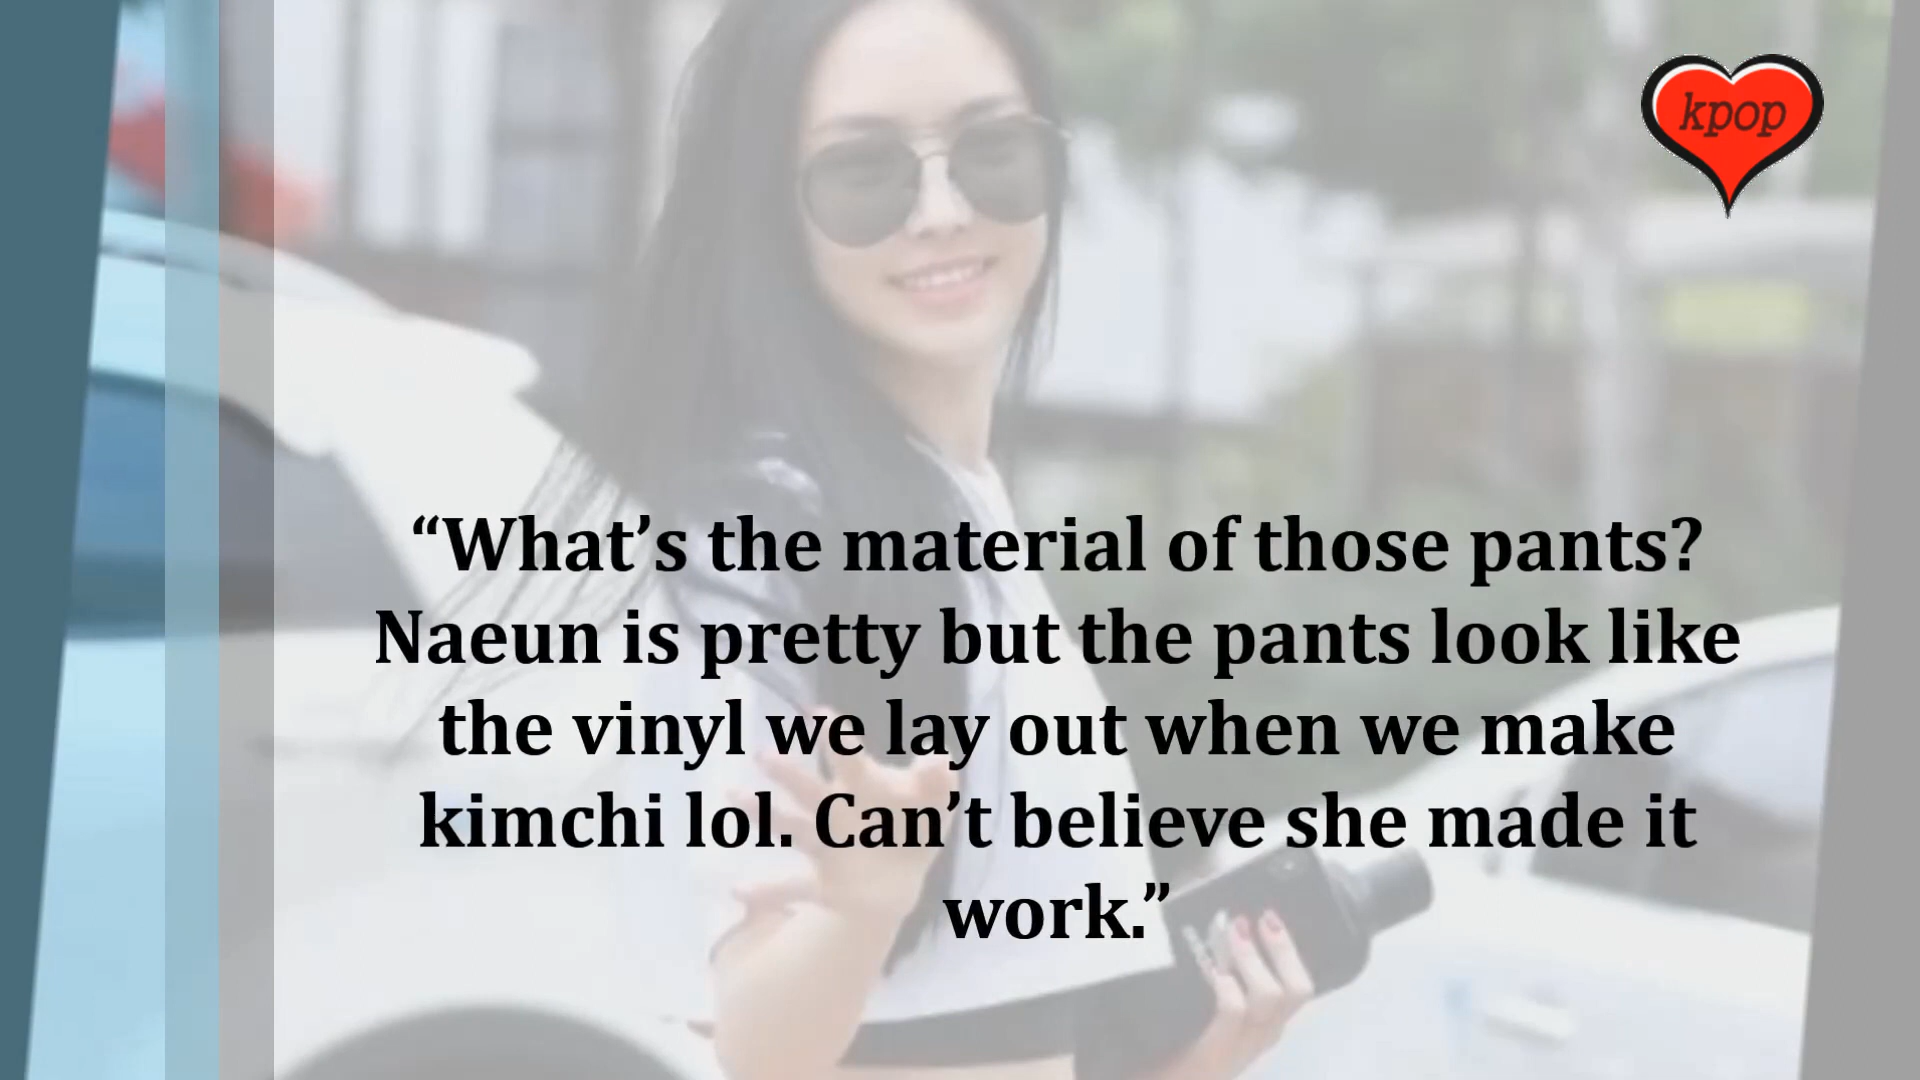 kpop
“What’s the material of those pants?
Naeun is pretty but the pants look like
the vinyl we lay out when we make
kimchi lol. Can’t believe she made it
work.”